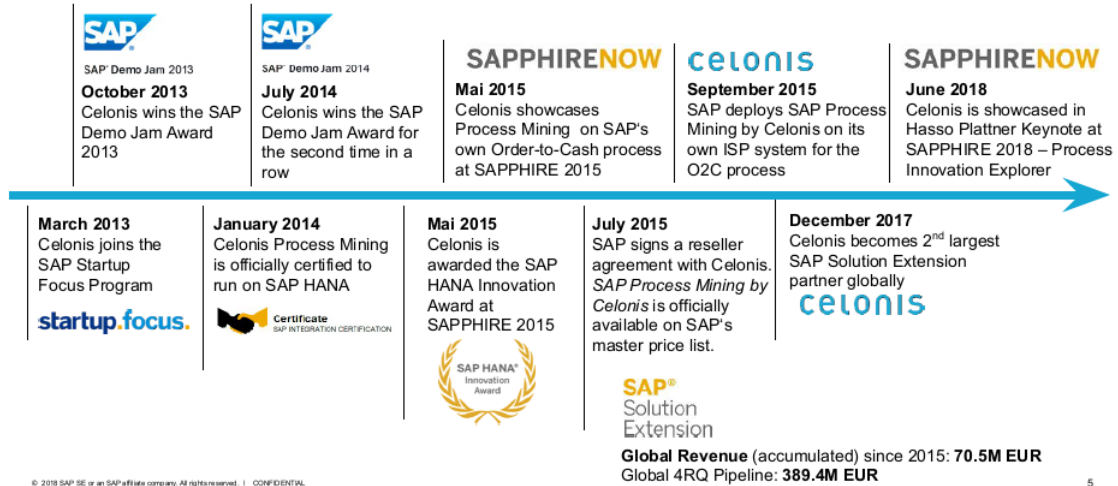 SAP
SAP® Demo Jam 2013
October 2013
Celonis wins the SAP
Demo Jam Award
2013
SAP
SAP® Demo Jam 2014
July 2014
Celonis wins the SAP
Demo Jam Award for
the second time in a
row
SAPPHIRENOW
Mai 2015
Celonis showcases
Process Mining on SAP's
own Order-to-Cash process
at SAPPHIRE 2015
celonis
September 2015
SAP deploys SAP Process
Mining by Celonis on its
own ISP system for the
O2C process
SAPPHIRENOW
June 2018
Celonis is showcased in
Hasso Plattner Keynote at
SAPPHIRE 2018 – Process
Innovation Explorer
March 2013
Celonis joins the
SAP Startup
Focus Program
startup.focus.
January 2014
Celonis Process Mining
is officially certified to
run on SAP HANA
Certificate
SAP INTEGRATION CERTIFICATION
Mai 2015
Celonis is
awarded the SAP
HANA Innovation
Award at
SAPPHIRE 2015
SAP HANA®
Innovation
Award
July 2015
SAP signs a reseller
agreement with Celonis.
SAP Process Mining by
Celonis is officially
available on SAP's
master price list.
SAP®
Solution
Extension
December 2017
Celonis becomes 2nd largest
SAP Solution Extension
partner globally
celonis
Global Revenue (accumulated) since 2015: 70.5M EUR
Global 4RQ Pipeline: 389.4M EUR
© 2018 SAP SE or an SAP affiliate company. All rights reserved. I CONFIDENTIAL
5